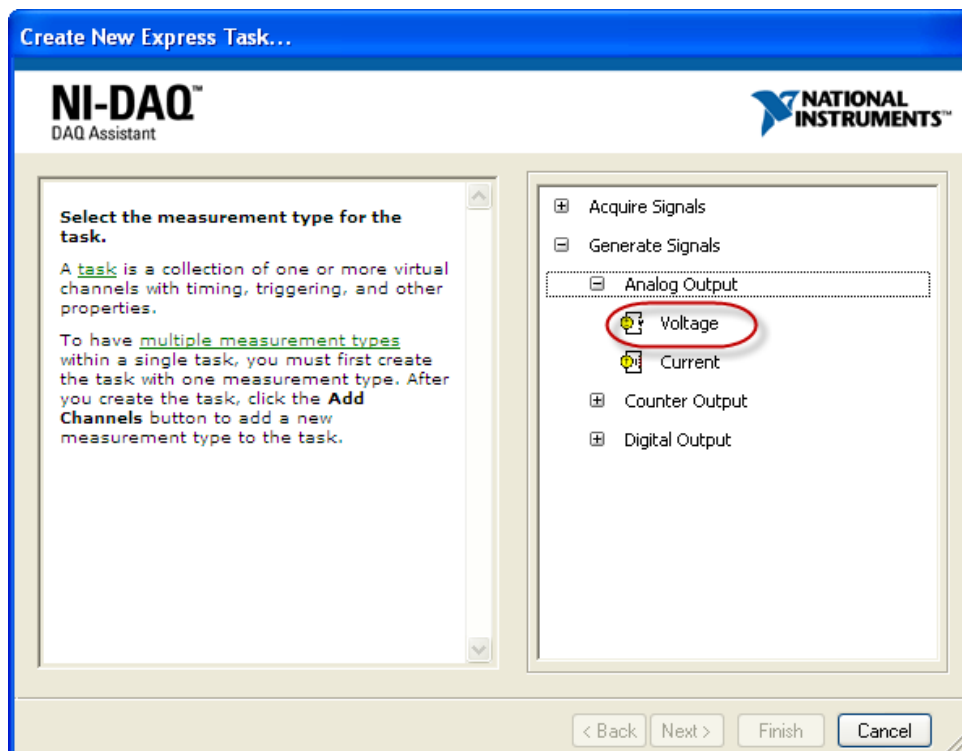 Create New Express Task...
NI-DAQ™
DAQ Assistant
NATIONAL
INSTRUMENTS™
Select the measurement type for the
task.
A task is a collection of one or more virtual
channels with timing, triggering, and other
properties.
To have multiple measurement types
within a single task, you must first create
the task with one measurement type. After
you create the task, click the Add
Channels button to add a new
measurement type to the task.
Acquire Signals
Generate Signals
Analog Output
Voltage
Current
Counter Output
Digital Output
< Back Next > Finish Cancel